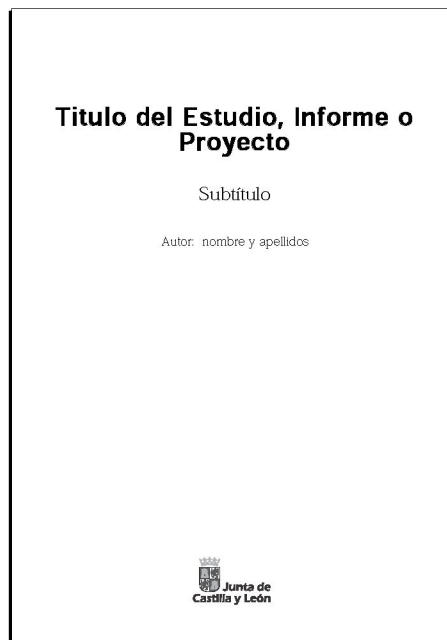 Titulo del Estudio, Informe o
Proyecto
Subtítulo
Autor: nombre y apellidos
Junta de
Castilla y León